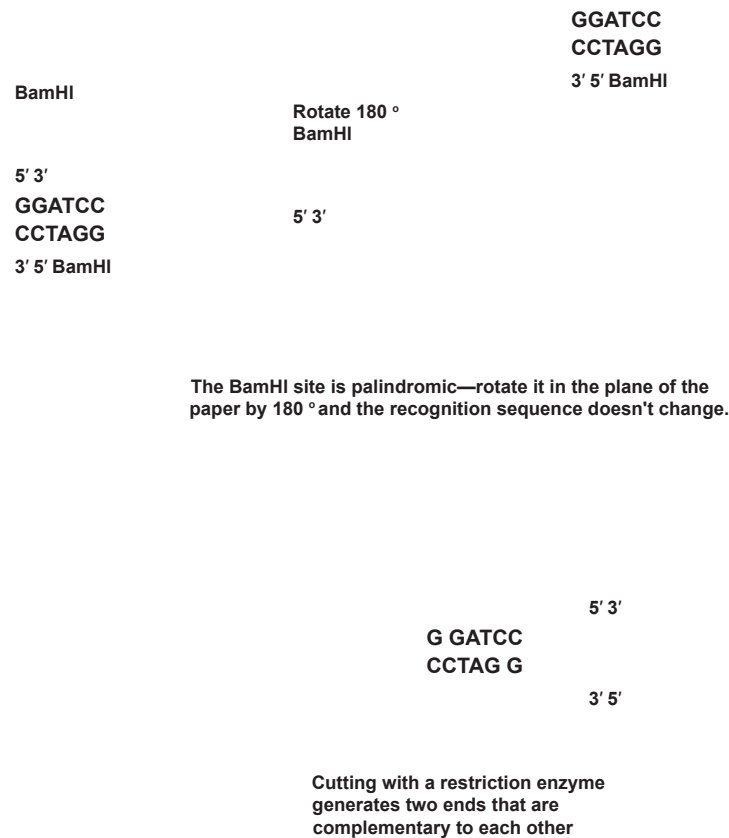 GGATCC
CCTAGG
3′ 5′ BamHI
BamHI
Rotate 180 º
BamHI
5′ 3′
GGATCC
CCTAGG
3′ 5′ BamHI
5′ 3′
The BamHI site is palindromic—rotate it in the plane of the
paper by 180 º and the recognition sequence doesn't change.
5′ 3′
G GATCC
CCTAG G
3′ 5′
Cutting with a restriction enzyme
generates two ends that are
complementary to each other